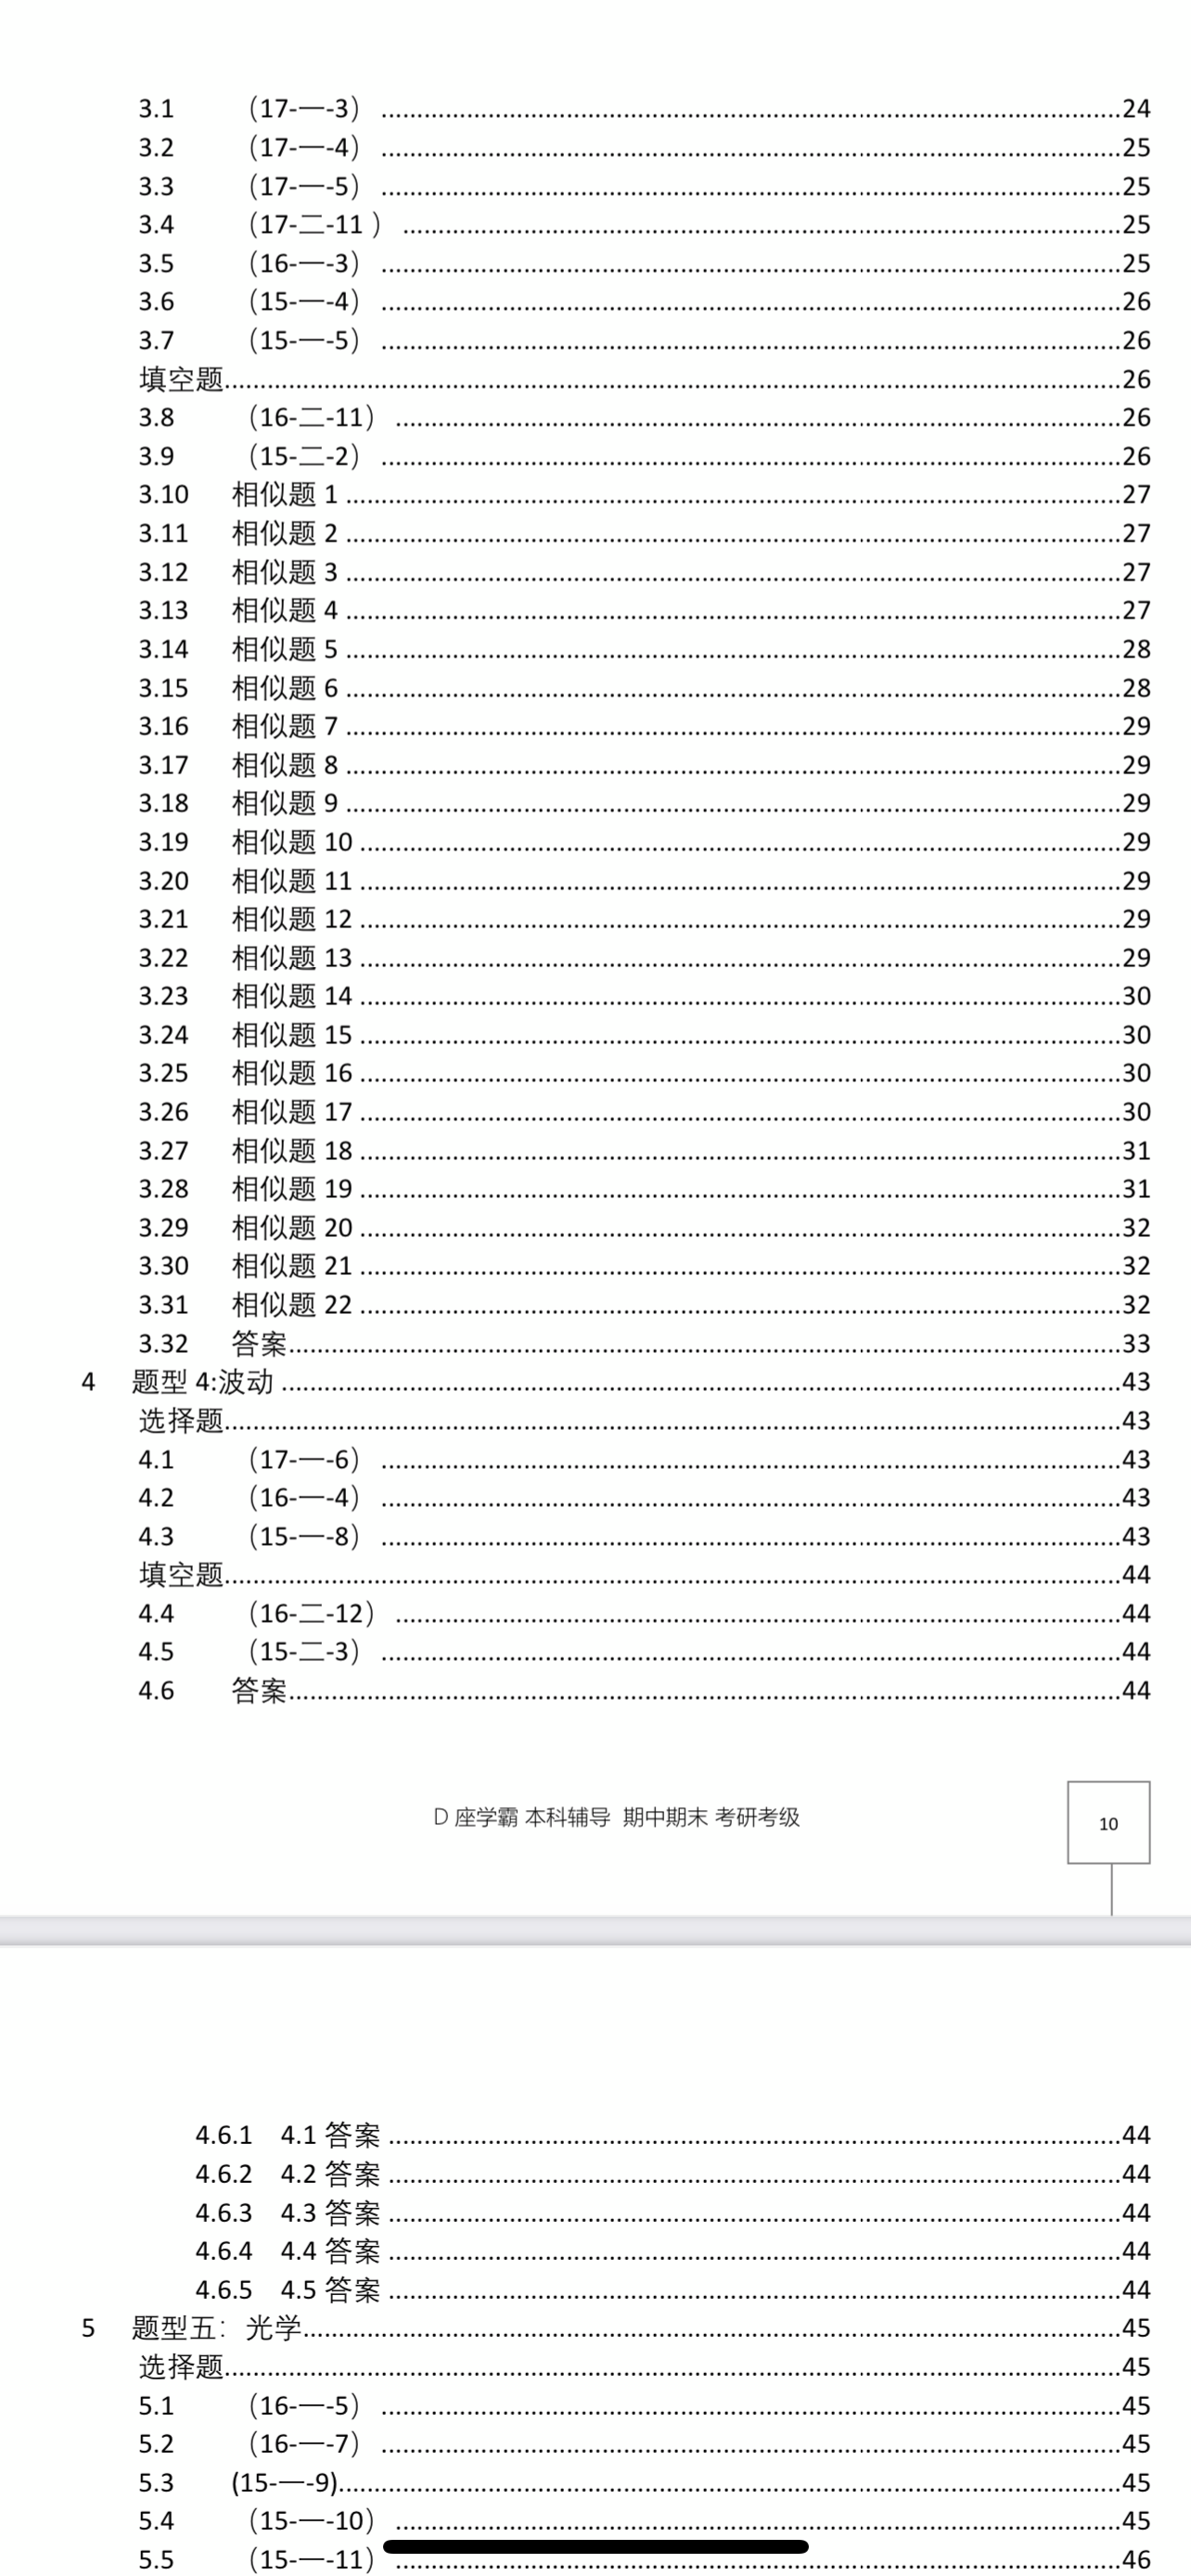 3.1 （17-一-3） ........ 24
3.2 （17-一-4） ........ 25
3.3 （17-一-5） ........ 25
3.4 （17-二-11 ） ........ 25
3.5 （16-一-3） ........ 25
3.6 （15-一-4） ........ 26
3.7 （15-一-5） ........ 26
填空题........ 26
3.8 （16-二-11） ........ 26
3.9 （15-二-2） ........ 26
3.10 相似题 1 ........ 27
3.11 相似题 2 ........ 27
3.12 相似题 3 ........ 27
3.13 相似题 4 ........ 27
3.14 相似题 5 ........ 28
3.15 相似题 6 ........ 28
3.16 相似题 7 ........ 29
3.17 相似题 8 ........ 29
3.18 相似题 9 ........ 29
3.19 相似题 10 ........ 29
3.20 相似题 11 ........ 29
3.21 相似题 12 ........ 29
3.22 相似题 13 ........ 29
3.23 相似题 14 ........ 30
3.24 相似题 15 ........ 30
3.25 相似题 16 ........ 30
3.26 相似题 17 ........ 30
3.27 相似题 18 ........ 31
3.28 相似题 19 ........ 31
3.29 相似题 20 ........ 32
3.30 相似题 21 ........ 32
3.31 相似题 22 ........ 32
3.32 答案........ 33
4 题型 4:波动 ........ 43
选择题........ 43
4.1 （17-一-6） ........ 43
4.2 （16-一-4） ........ 43
4.3 （15-一-8） ........ 43
填空题........ 44
4.4 （16-二-12） ........ 44
4.5 （15-二-3） ........ 44
4.6 答案........ 44
D 座学霸 本科辅导 期中期末 考研考级
10
4.6.1 4.1 答案 ........ 44
4.6.2 4.2 答案 ........ 44
4.6.3 4.3 答案 ........ 44
4.6.4 4.4 答案 ........ 44
4.6.5 4.5 答案 ........ 44
5 题型五：光学........ 45
选择题........ 45
5.1 （16-一-5） ........ 45
5.2 （16-一-7） ........ 45
5.3 (15-一-9)........ 45
5.4 （15-一-10） ........ 45
5.5 （15-一-11） ........ 46